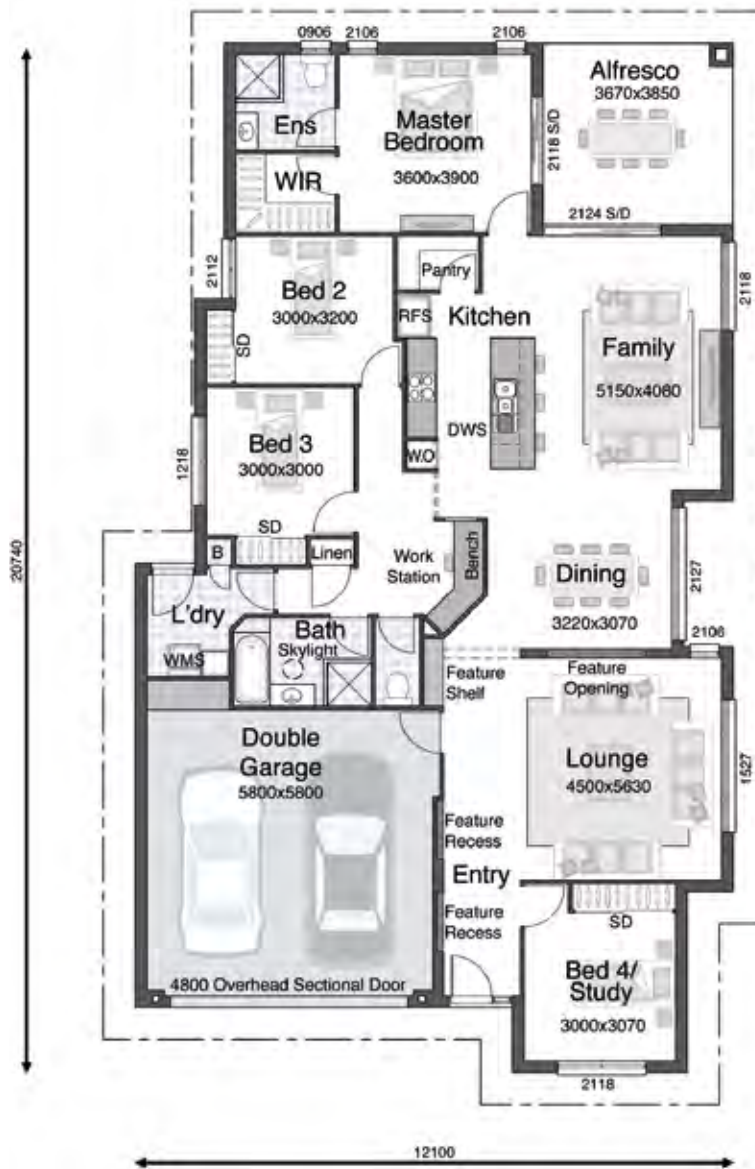 0906
2106
2106
Alfresco
3670x3850
Ens
Master
Bedroom
3600x3900
2118 S/D
WIR
2124 S/D
2112
Bed 2
3000x3200
Pantry
2118
RFS
Kitchen
SD
Family
5150x4060
1218
Bed 3
3000x3000
DWS
W.O
SD
20740
B
Linen
Work
Station
Bench
Dining
3220x3070
2127
L'dry
Bath
Skylight
2106
WMS
Feature
Shelf
Feature
Opening
Double
Garage
5800x5800
Lounge
4500x5630
1527
Feature
Recess
Entry
Feature
Recess
SD
Bed 4/
Study
3000x3070
4800 Overhead Sectional Door
2118
12100